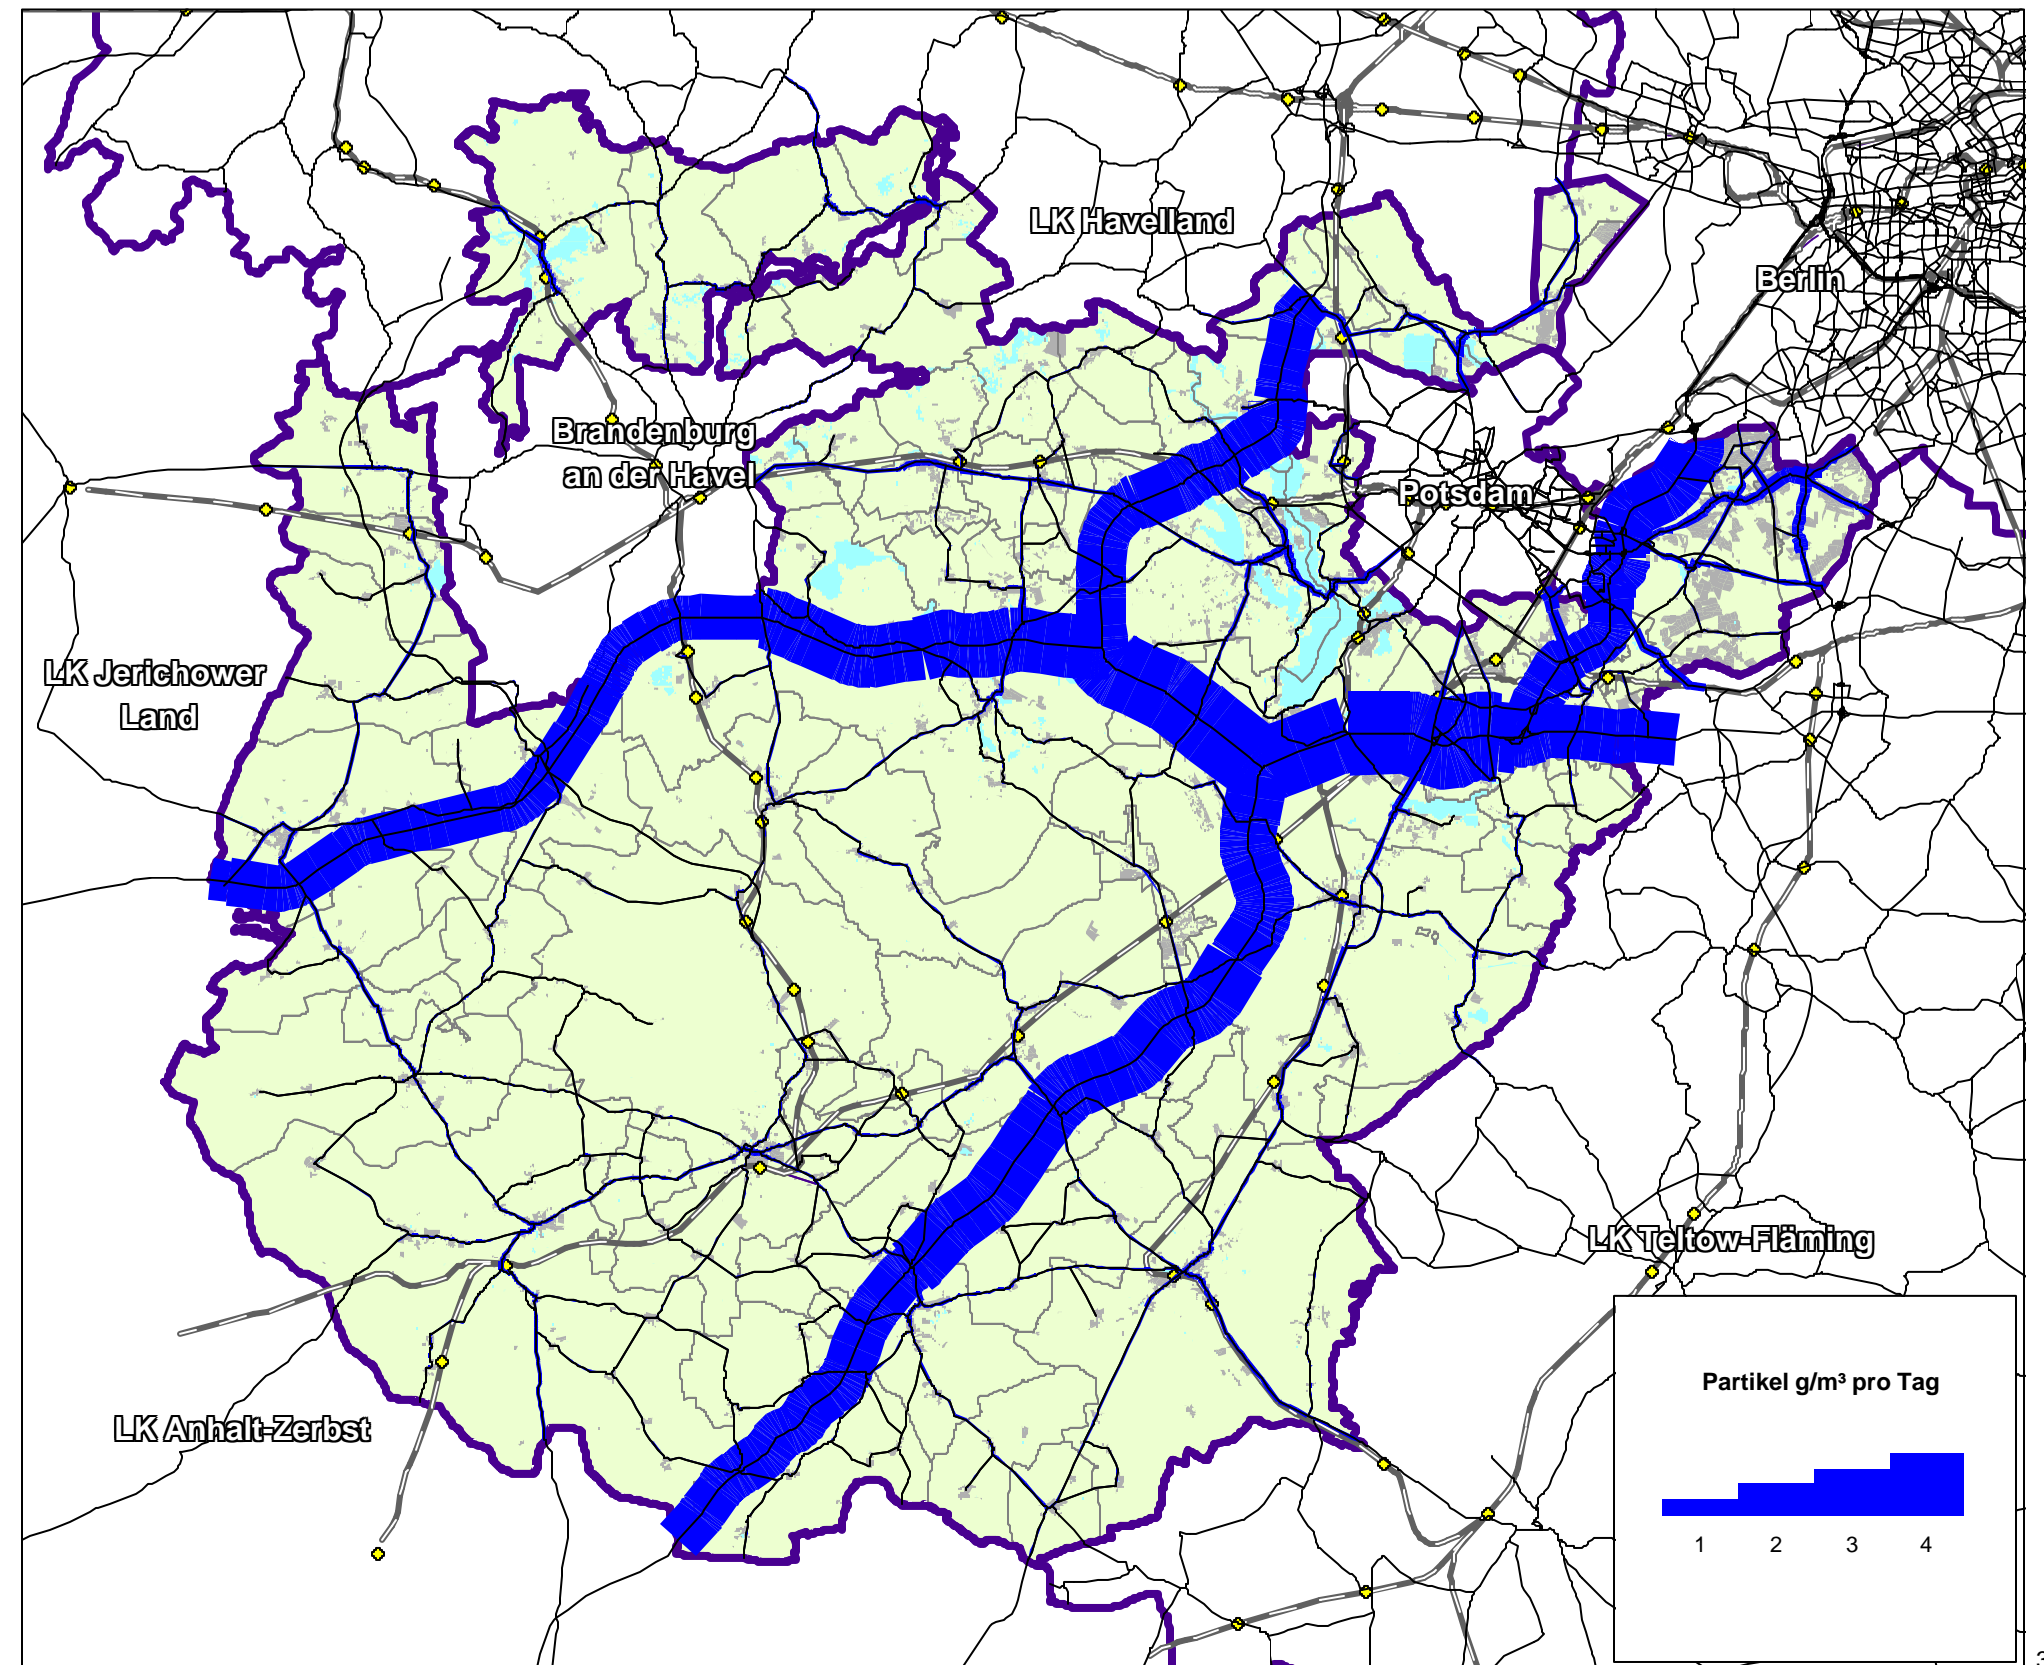 LK Havelland
Berlin
Brandenburg
an der Havel
Potsdam
LK Jerichower
Land
LK Teltow-Fläming
LK Anhalt-Zerbst
Partikel g/m³ pro Tag
1 2 3 4